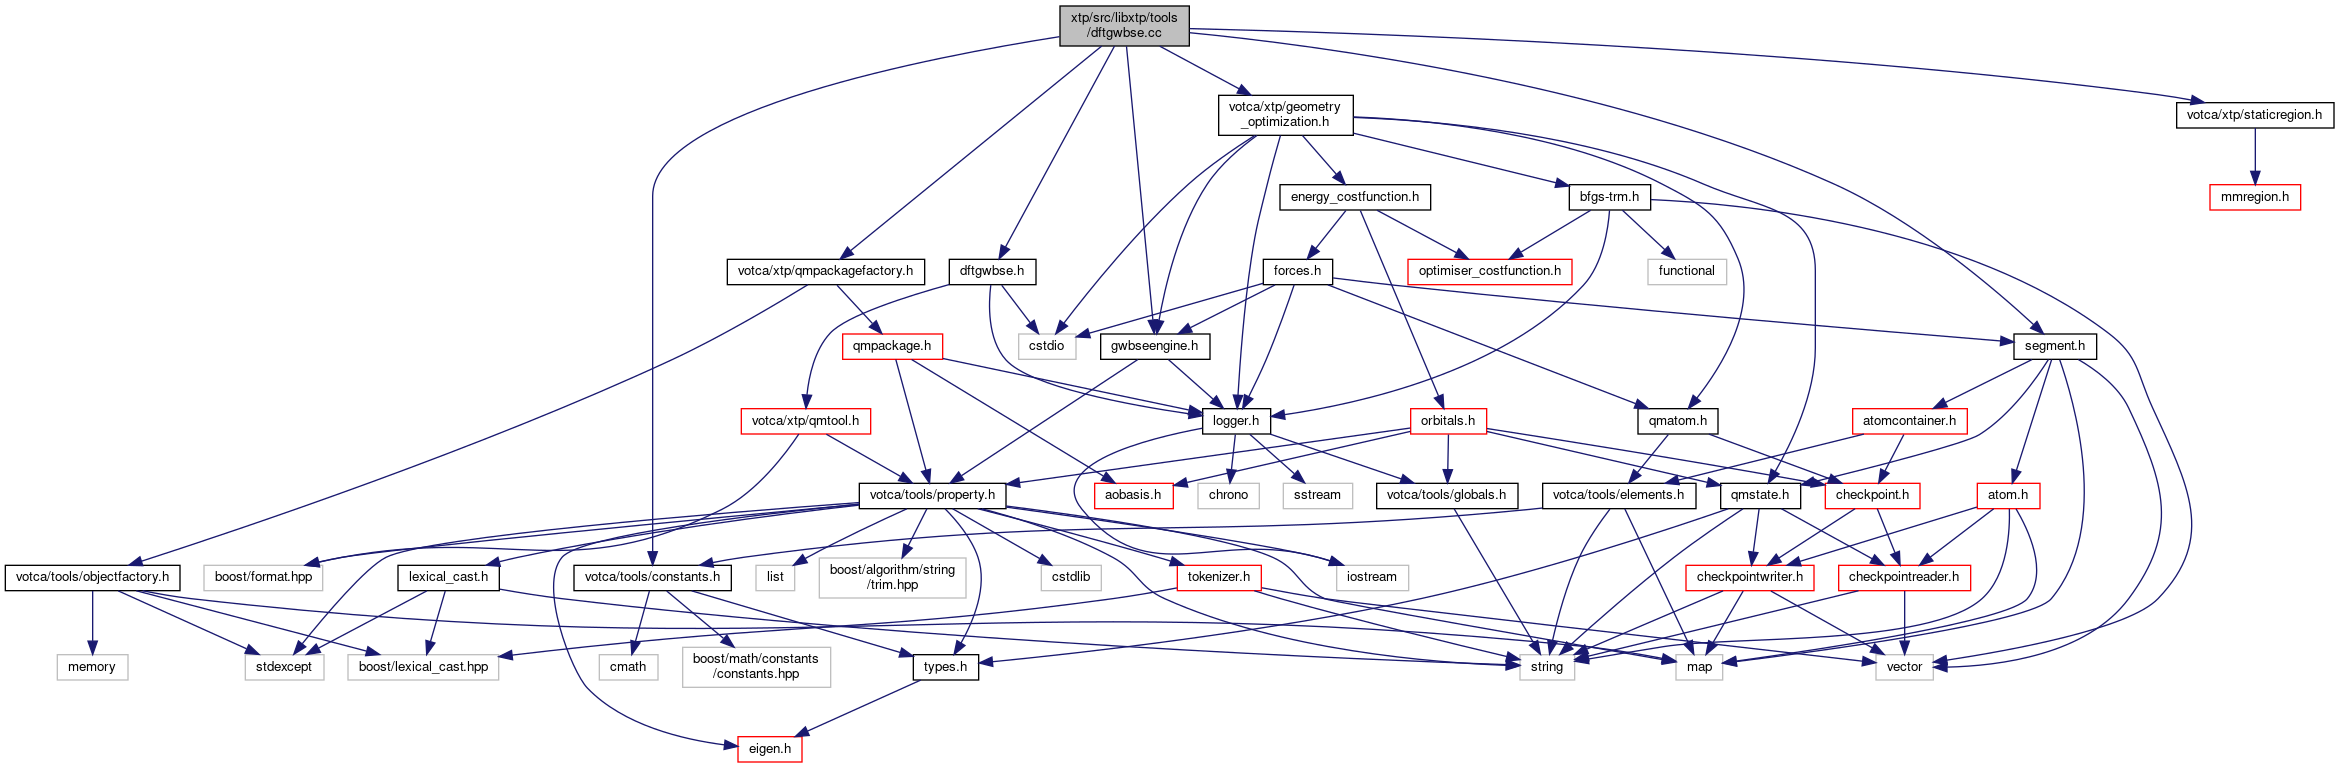 xtp/src/libxtp/tools
/dftgwbse.cc
votca/xtp/geometry
_optimization.h
votca/xtp/staticregion.h
energy_costfunction.h
bfgs-trm.h
mmregion.h
votca/xtp/qmpackagefactory.h
dftgwbse.h
forces.h
optimiser_costfunction.h
functional
qmpackage.h
cstdio
gwbseengine.h
segment.h
votca/xtp/qmtool.h
logger.h
orbitals.h
qmatom.h
atomcontainer.h
votca/tools/property.h
aobasis.h
chrono
sstream
votca/tools/globals.h
votca/tools/elements.h
qmstate.h
checkpoint.h
atom.h
votca/tools/objectfactory.h
boost/format.hpp
lexical_cast.h
votca/tools/constants.h
list
boost/algorithm/string
/trim.hpp
cstdlib
tokenizer.h
iostream
checkpointwriter.h
checkpointreader.h
memory
stdexcept
boost/lexical_cast.hpp
cmath
boost/math/constants
/constants.hpp
types.h
string
map
vector
eigen.h